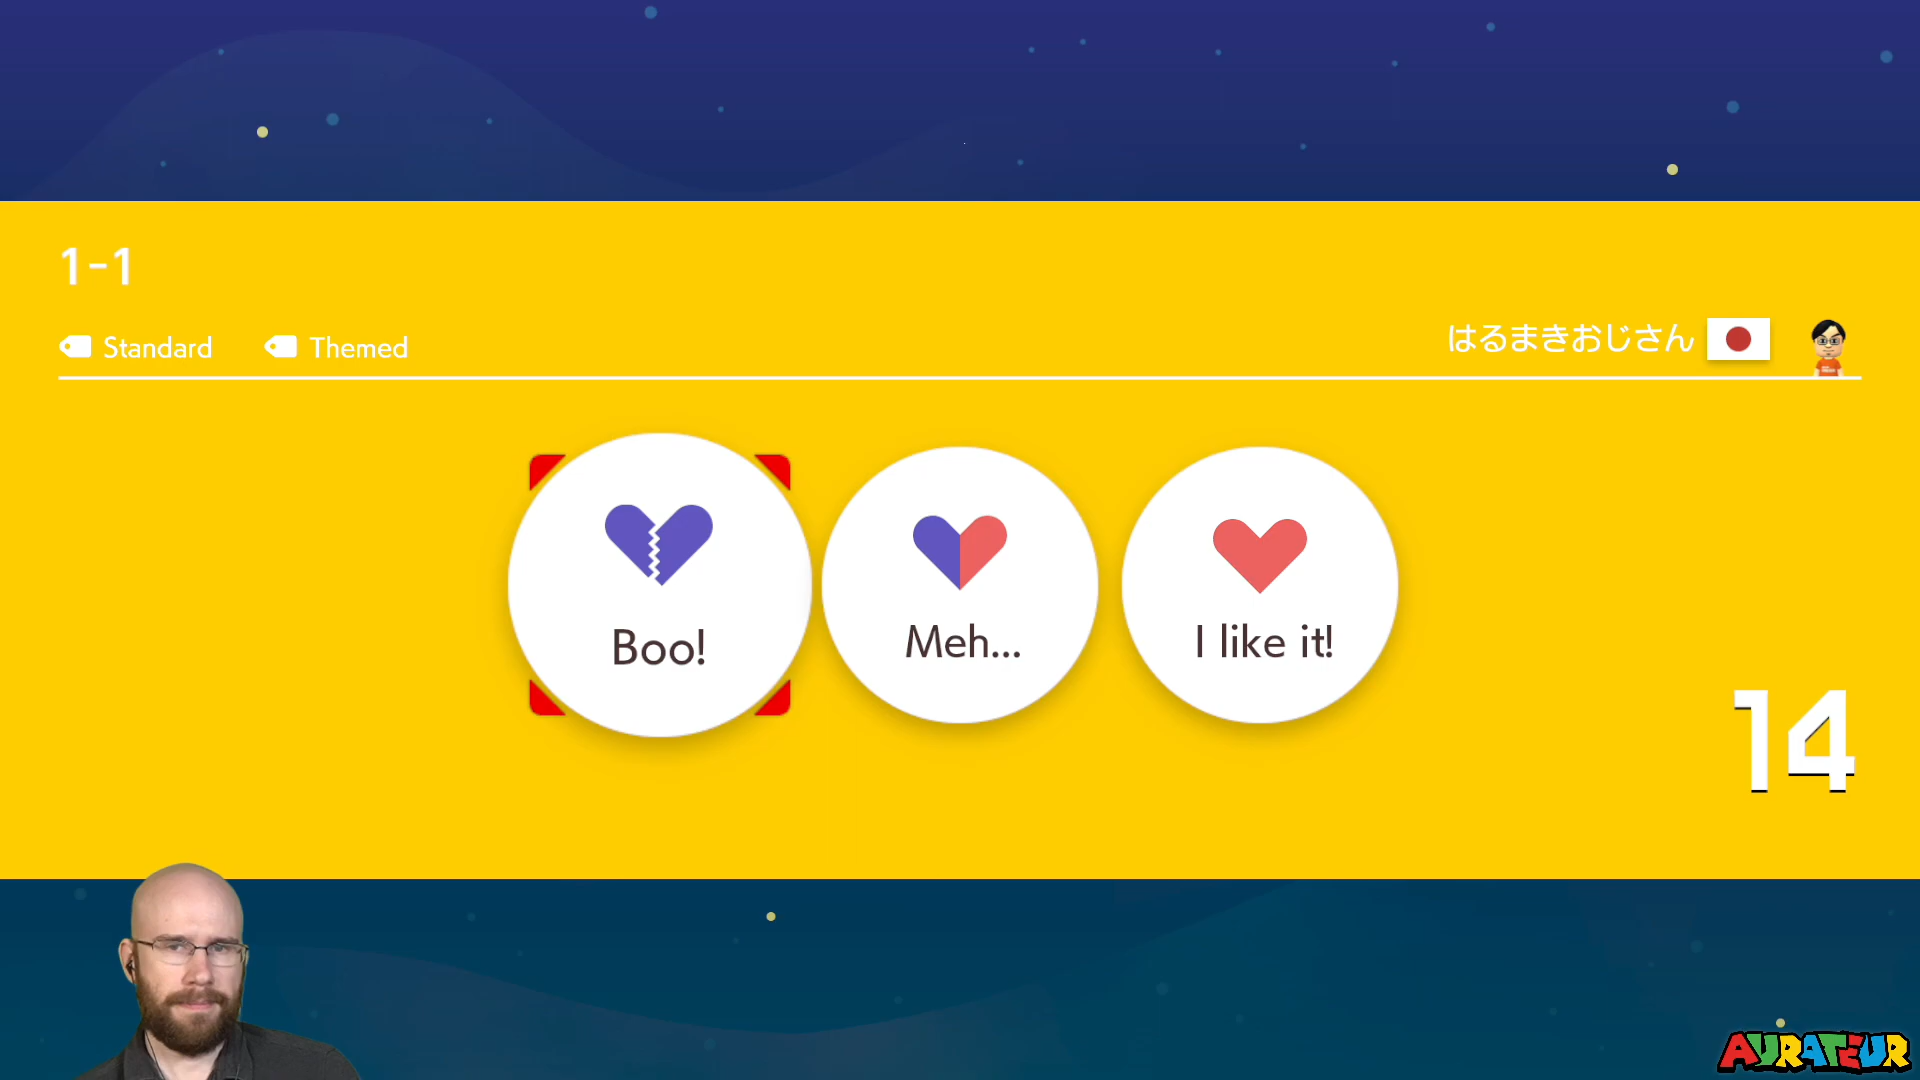 1-1
Standard
Themed
はるまきおじさん
Boo!
Meh...
I like it!
14
AURATEUR